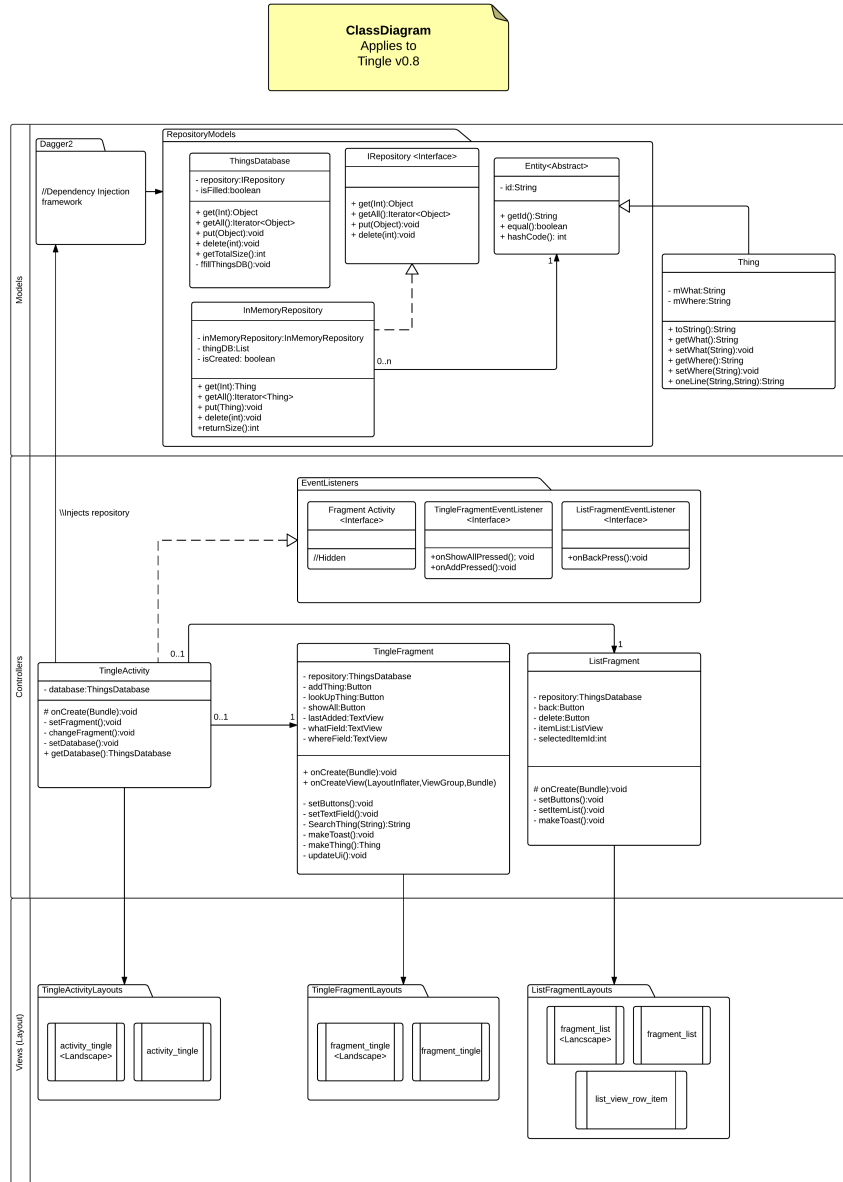 ClassDiagram
Applies to
Tingle v0.8
Models
Dagger2
//Dependency Injection
framework
RepositoryModels
ThingsDatabase
- repository:IRepository
- isFilled:boolean
+ get(Int):Object
+ getAll():Iterator<Object>
+ put(Object):void
+ delete(int):void
+ getTotalSize():int
- ffillThingsDB():void
IRepository <Interface>
+ get(Int):Object
+ getAll():Iterator<Object>
+ put(Object):void
+ delete(int):void
Entity<Abstract>
- id:String
+ getId():String
+ equal():boolean
+ hashCode(): int
1
Thing
- mWhat:String
- mWhere:String
+ toString():String
+ getWhat():String
+ setWhat(String):void
+ getWhere():String
+ setWhere(String):void
+ oneLine(String,String):String
InMemoryRepository
- inMemoryRepository:InMemoryRepository
- thingDB:List
- isCreated: boolean
+ get(Int):Thing
+ getAll():Iterator<Thing>
+ put(Thing):void
+ delete(int):void
+returnSize():int
0..n
Controllers
\\Injects repository
EventListeners
Fragment Activity
<Interface>
//Hidden
TingleFragmentEventListener
<Interface>
+onShowAllPressed(); void
+onAddPressed():void
ListFragmentEventListener
<Interface>
+onBackPress():void
0..1
1
TingleActivity
- database:ThingsDatabase
# onCreate(Bundle):void
- setFragment();void
- changeFragment():void
- setDatabase():void
+ getDatabase():ThingsDatabase
0..1
1
TingleFragment
- repository:ThingsDatabase
- addThing:Button
- lookUpThing:Button
- showAll:Button
- lastAdded:TextView
- whatField:TextView
- whereField:TextView
+ onCreate(Bundle):void
+ onCreateView(LayoutInflater,ViewGroup,Bundle)
- setButtons():void
- setTextField():void
- SearchThing(String):String
- makeToast():void
- makeThing():Thing
- updateUi():void
ListFragment
- repository:ThingsDatabase
- back:Button
- delete:Button
- itemList:ListView
- selectedItemId:int
# onCreate(Bundle):void
- setButtons():void
- setItemList():void
- makeToast():void
Views (Layout)
TingleActivityLayouts
activity_tingle
<Landscape>
activity_tingle
TingleFragmentLayouts
fragment_tingle
<Landscape>
fragment_tingle
ListFragmentLayouts
fragment_list
<Lancscape>
fragment_list
list_view_row_item